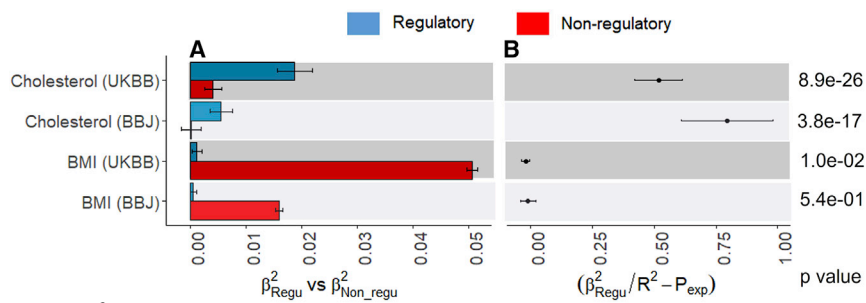 Regulatory Non-regulatory
A B
Cholesterol (UKBB) 8.9e-26
Cholesterol (BBJ) 3.8e-17
BMI (UKBB) 1.0e-02
BMI (BBJ) 5.4e-01
0.00 0.01 0.02 0.03 0.04 0.05 0.00 0.25 0.50 0.75 1.00
β²Regu vs β²Non_regu (β²Regu/R²−Pexp) p value